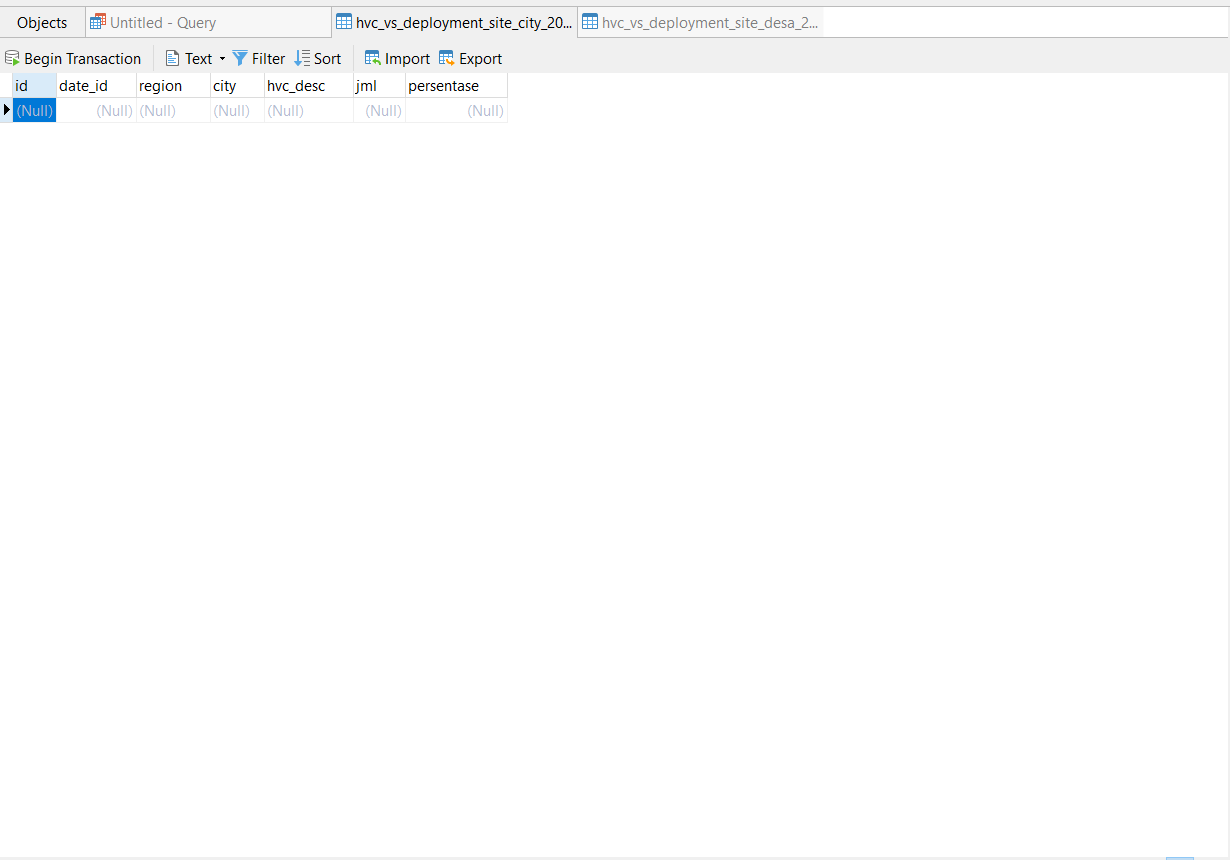 Objects Untitled - Query hvc_vs_deployment_site_city_20... hvc_vs_deployment_site_desa_2...
Begin Transaction Text Filter Sort Import Export
id date_id region city hvc_desc jml persentase
(Null) (Null) (Null) (Null) (Null) (Null) (Null)